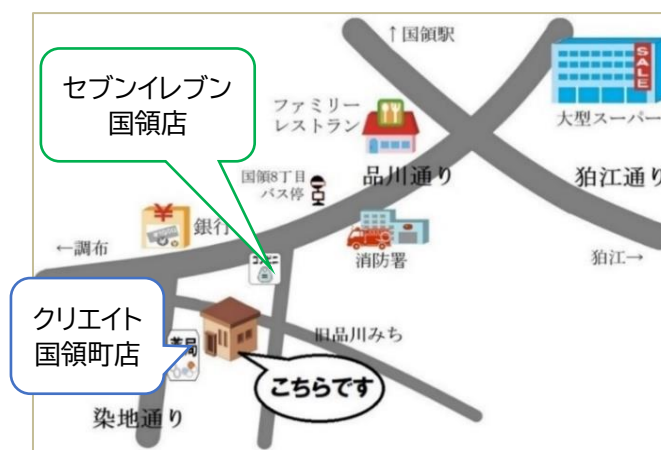 ↑国領駅
セブンイレブン
国領店
SALE
大型スーパー
ファミリー
レストラン
国領8丁目
バス停
品川通り
狛江通り
¥
銀行
←調布
消防署
狛江→
クリエイト
国領町店
薬局
旧品川みち
こちらです
染地通り